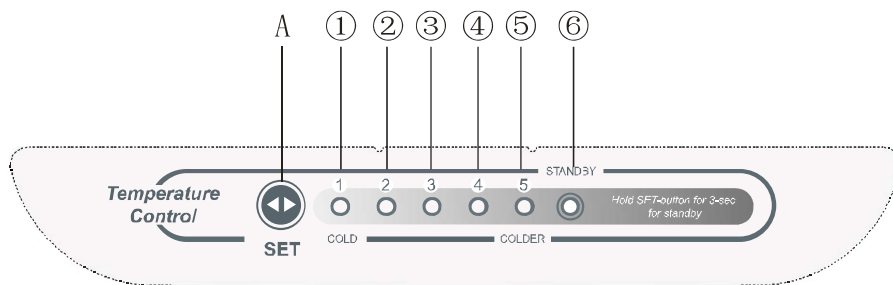 A ① ② ③ ④ ⑤ ⑥
STANDBY
1 2 3 4 5
Temperature
Control
Hold SET-button for 3-sec
for standby
SET
COLD
COLDER